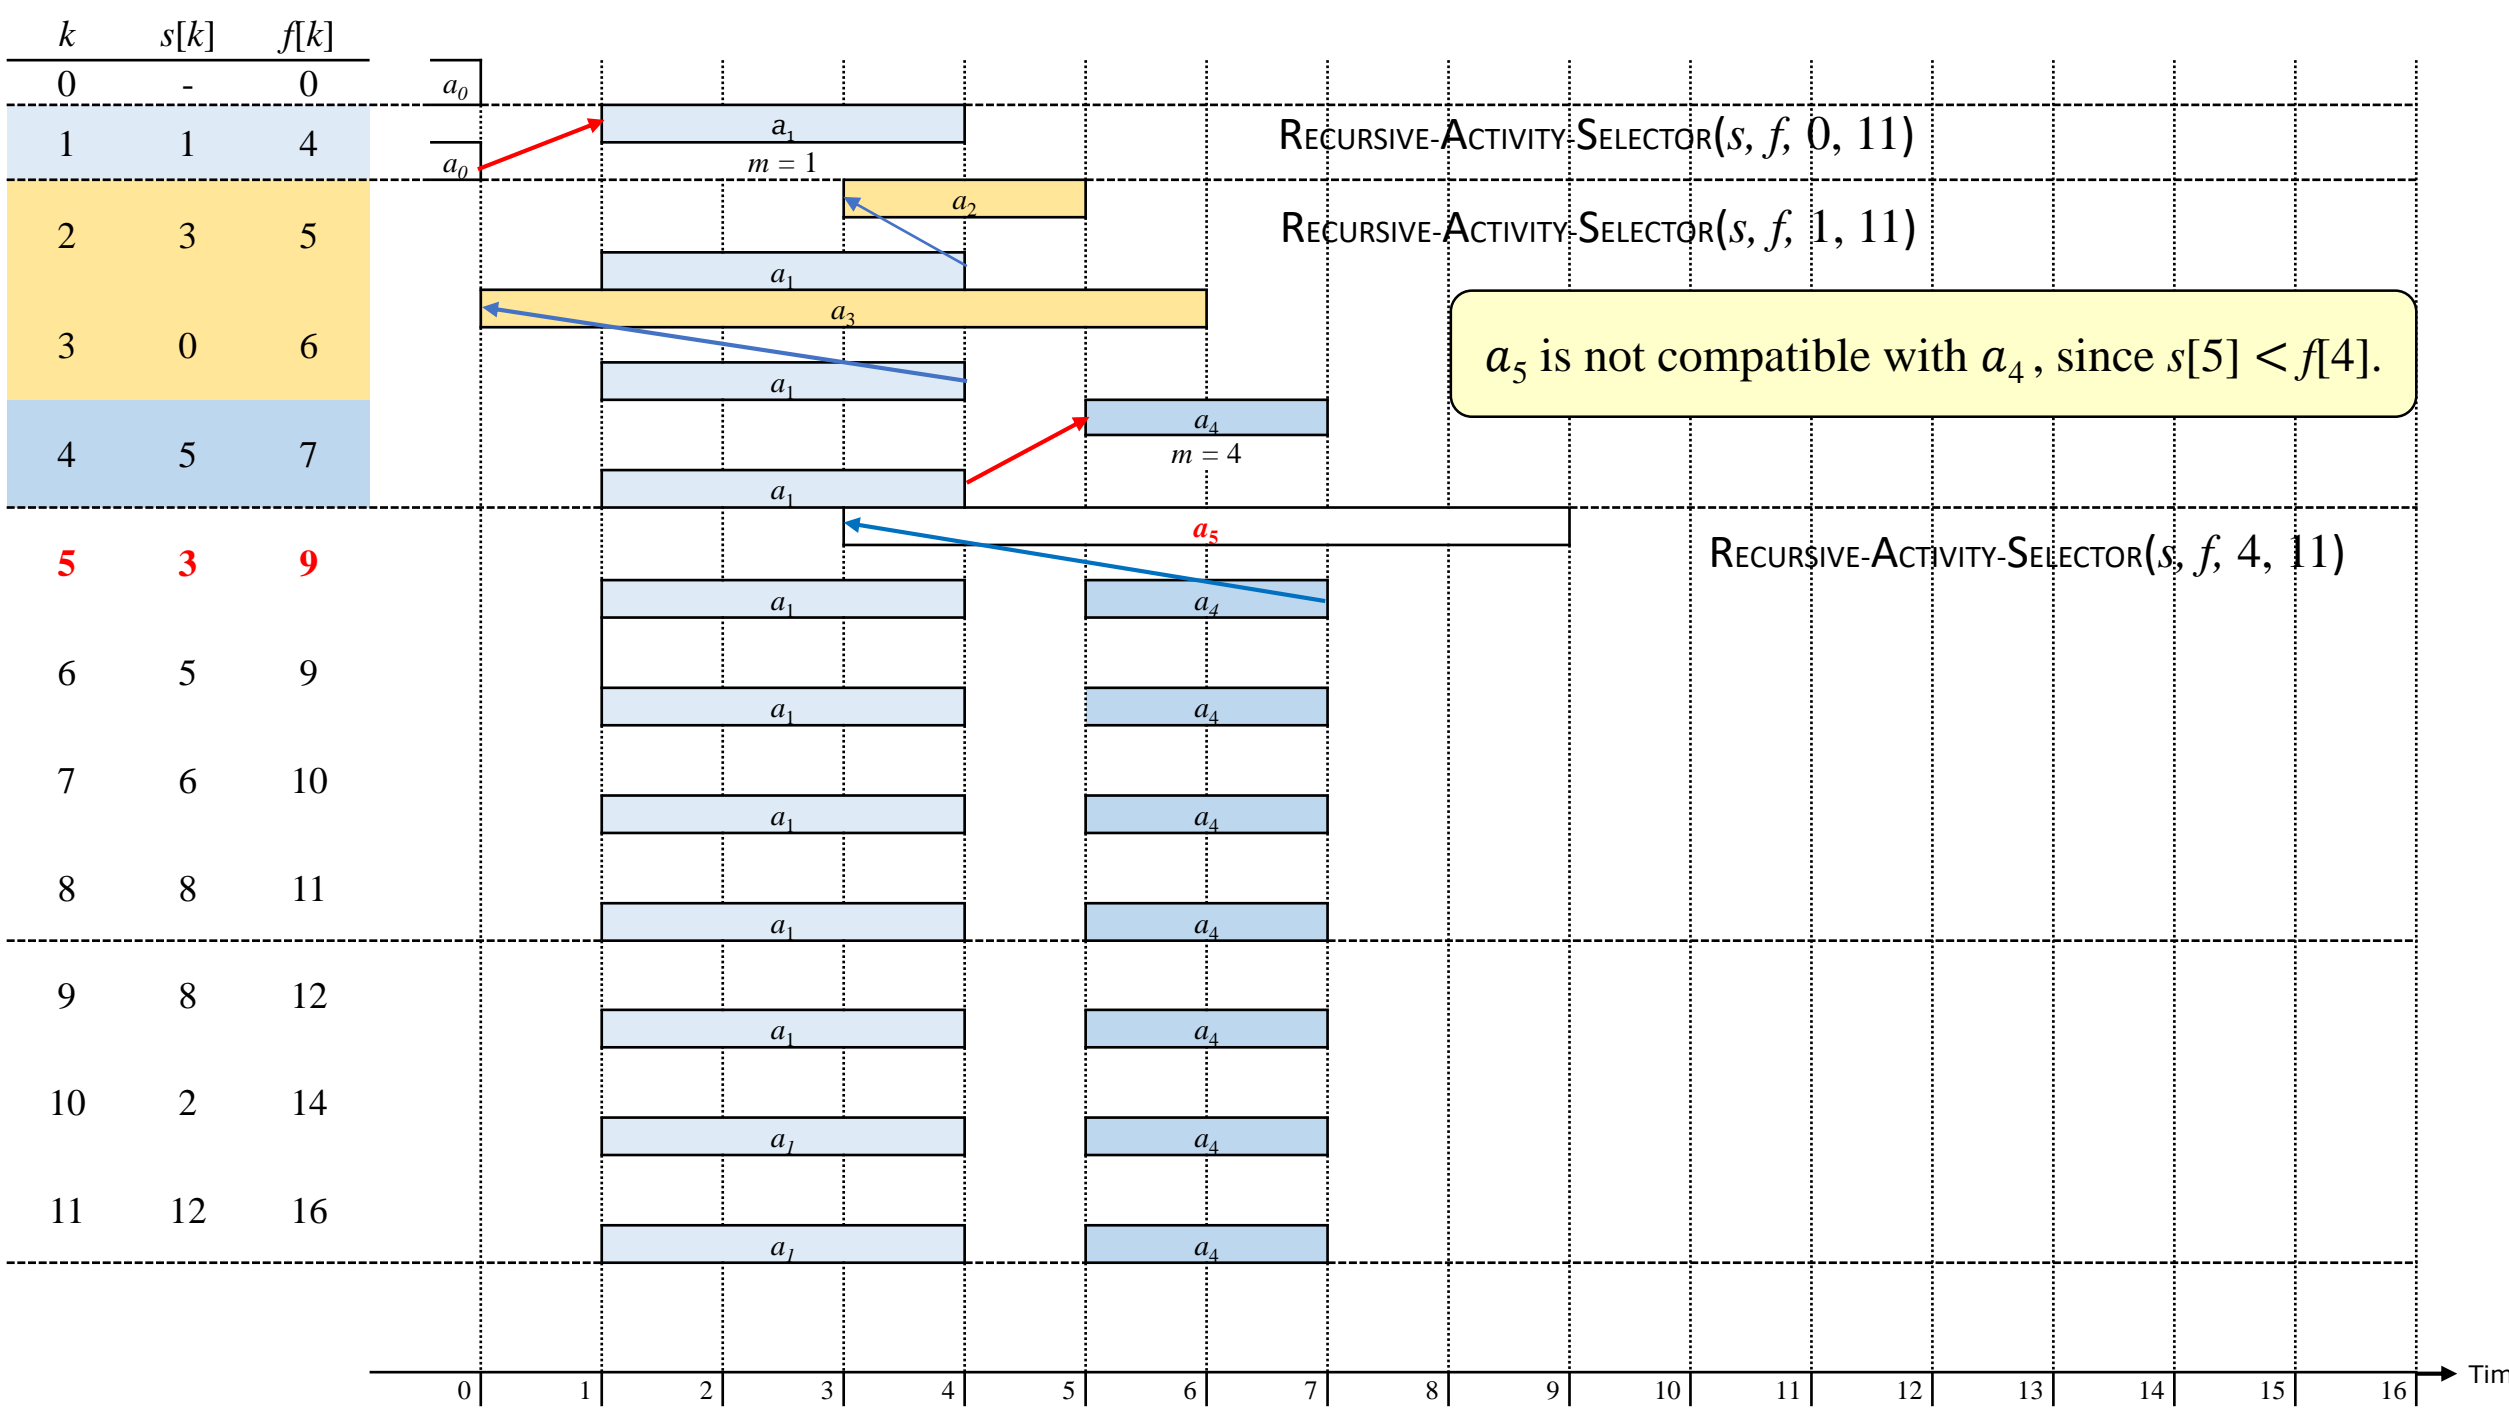 k s[k] f[k]
0 - 0 a0
1 1 4 a1 RECURSIVE-ACTIVITY-SELECTOR(s, f, 0, 11)
a0 m = 1
a2
2 3 5 RECURSIVE-ACTIVITY-SELECTOR(s, f, 1, 11)
a1
a3
3 0 6 a5 is not compatible with a4 , since s[5] < f[4].
a1
a4
4 5 7 m = 4
a1
a5
5 3 9 RECURSIVE-ACTIVITY-SELECTOR(s, f, 4, 11)
a1 a4
6 5 9
a1 a4
7 6 10
a1 a4
8 8 11
a1 a4
9 8 12
a1 a4
10 2 14
a1 a4
11 12 16
a1 a4
Tim
0 1 2 3 4 5 6 7 8 9 10 11 12 13 14 15 16